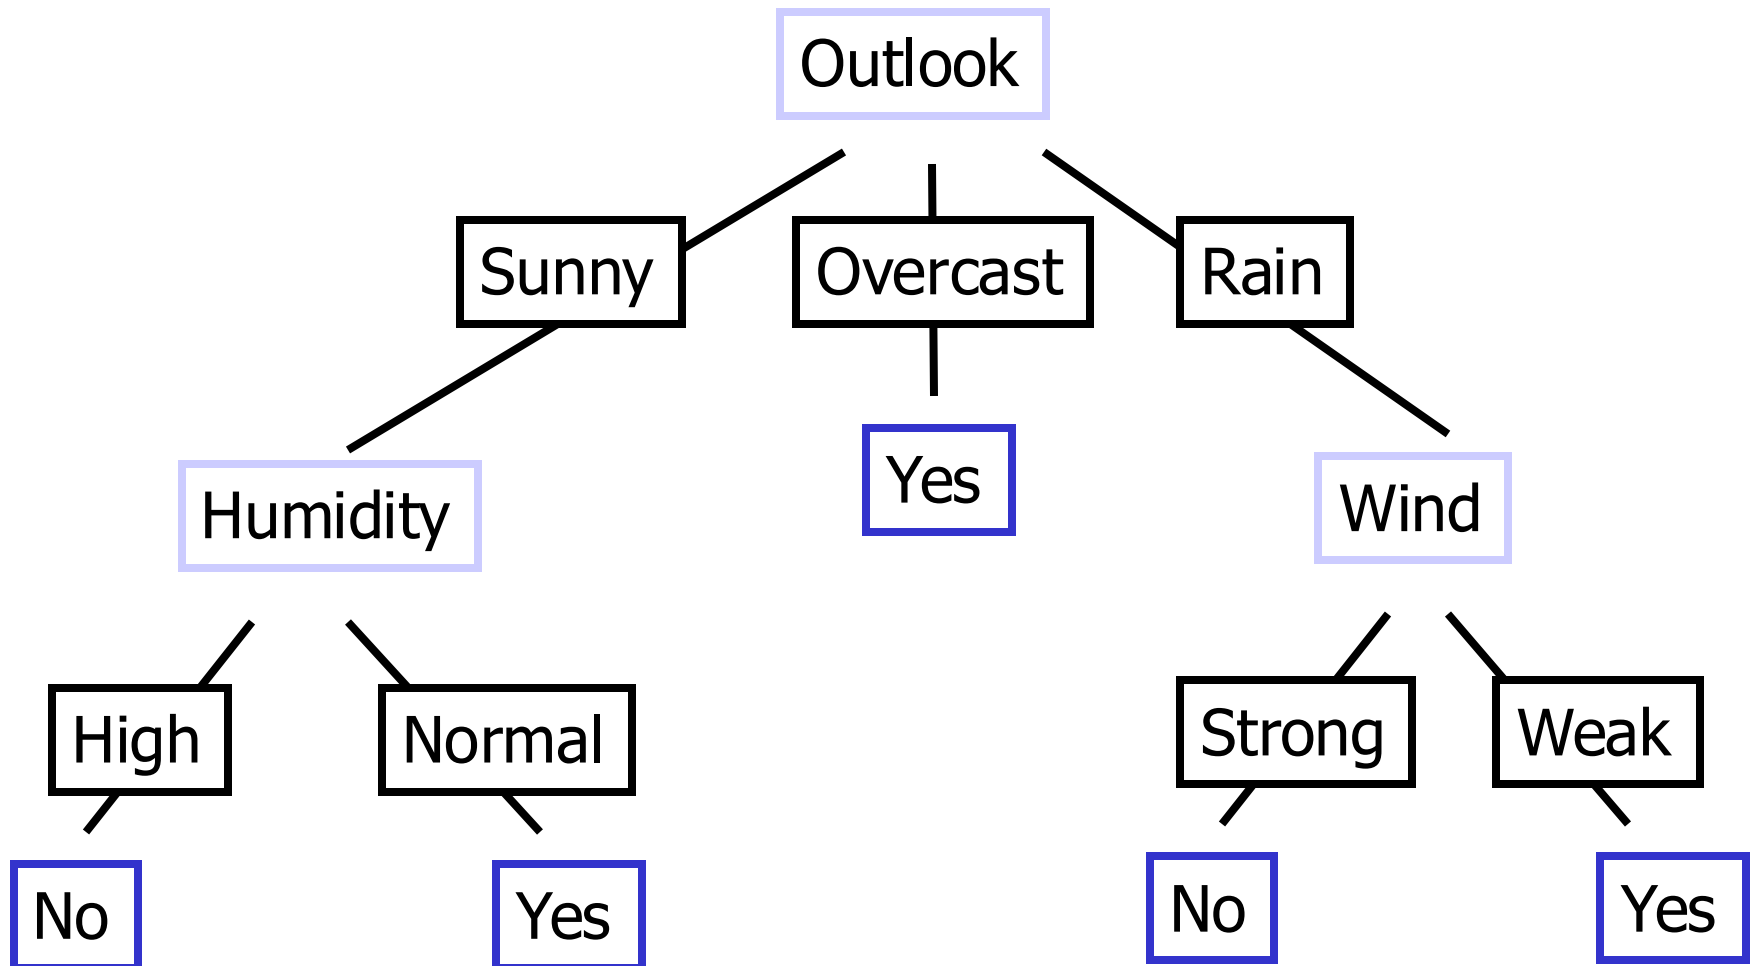 Outlook
Sunny
Overcast
Rain
Humidity
Yes
Wind
High
Normal
Strong
Weak
No
Yes
No
Yes